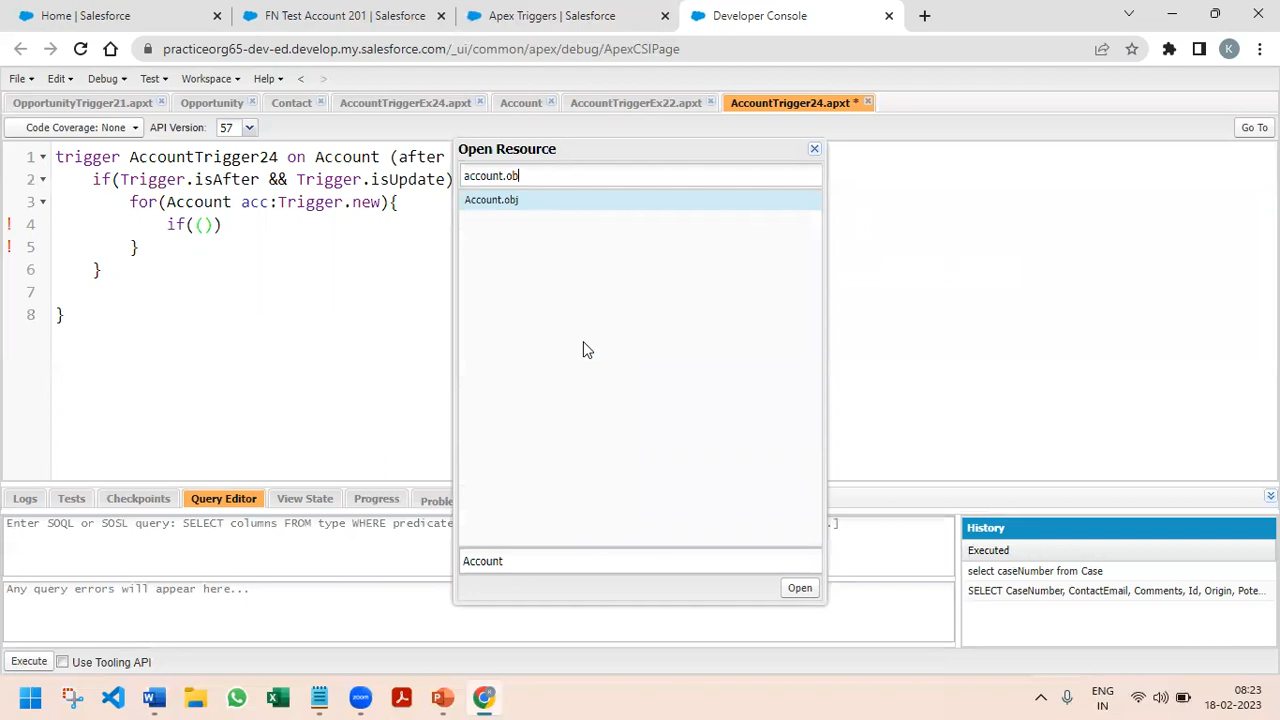 Home | Salesforce
FN Test Account 201 | Salesforce
Apex Triggers | Salesforce
Developer Console
practiceorg65-dev-ed.develop.my.salesforce.com/_ui/common/apex/debug/ApexCSIPage
K
File
Edit
Debug
Test
Workspace
Help
<
>
OpportunityTrigger21.apxt
Opportunity
Contact
AccountTriggerEx24.apxt
Account
AccountTriggerEx22.apxt
AccountTrigger24.apxt *
Code Coverage: None
API Version:
57
Go To
1 trigger AccountTrigger24 on Account (after
2 if(Trigger.isAfter && Trigger.isUpdate)
3 for(Account acc:Trigger.new){
! 4 if(())
! 5 }
6 }
7
8 }
Open Resource
account.ob
Account.obj
Account
Open
Logs
Tests
Checkpoints
Query Editor
View State
Progress
Proble
Enter SOQL or SOSL query: SELECT columns FROM type WHERE predicate
.]
Any query errors will appear here...
History
Executed
select caseNumber from Case
SELECT CaseNumber, ContactEmail, Comments, Id, Origin, Pote...
Execute
Use Tooling API
ENG
IN
08:23
18-02-2023